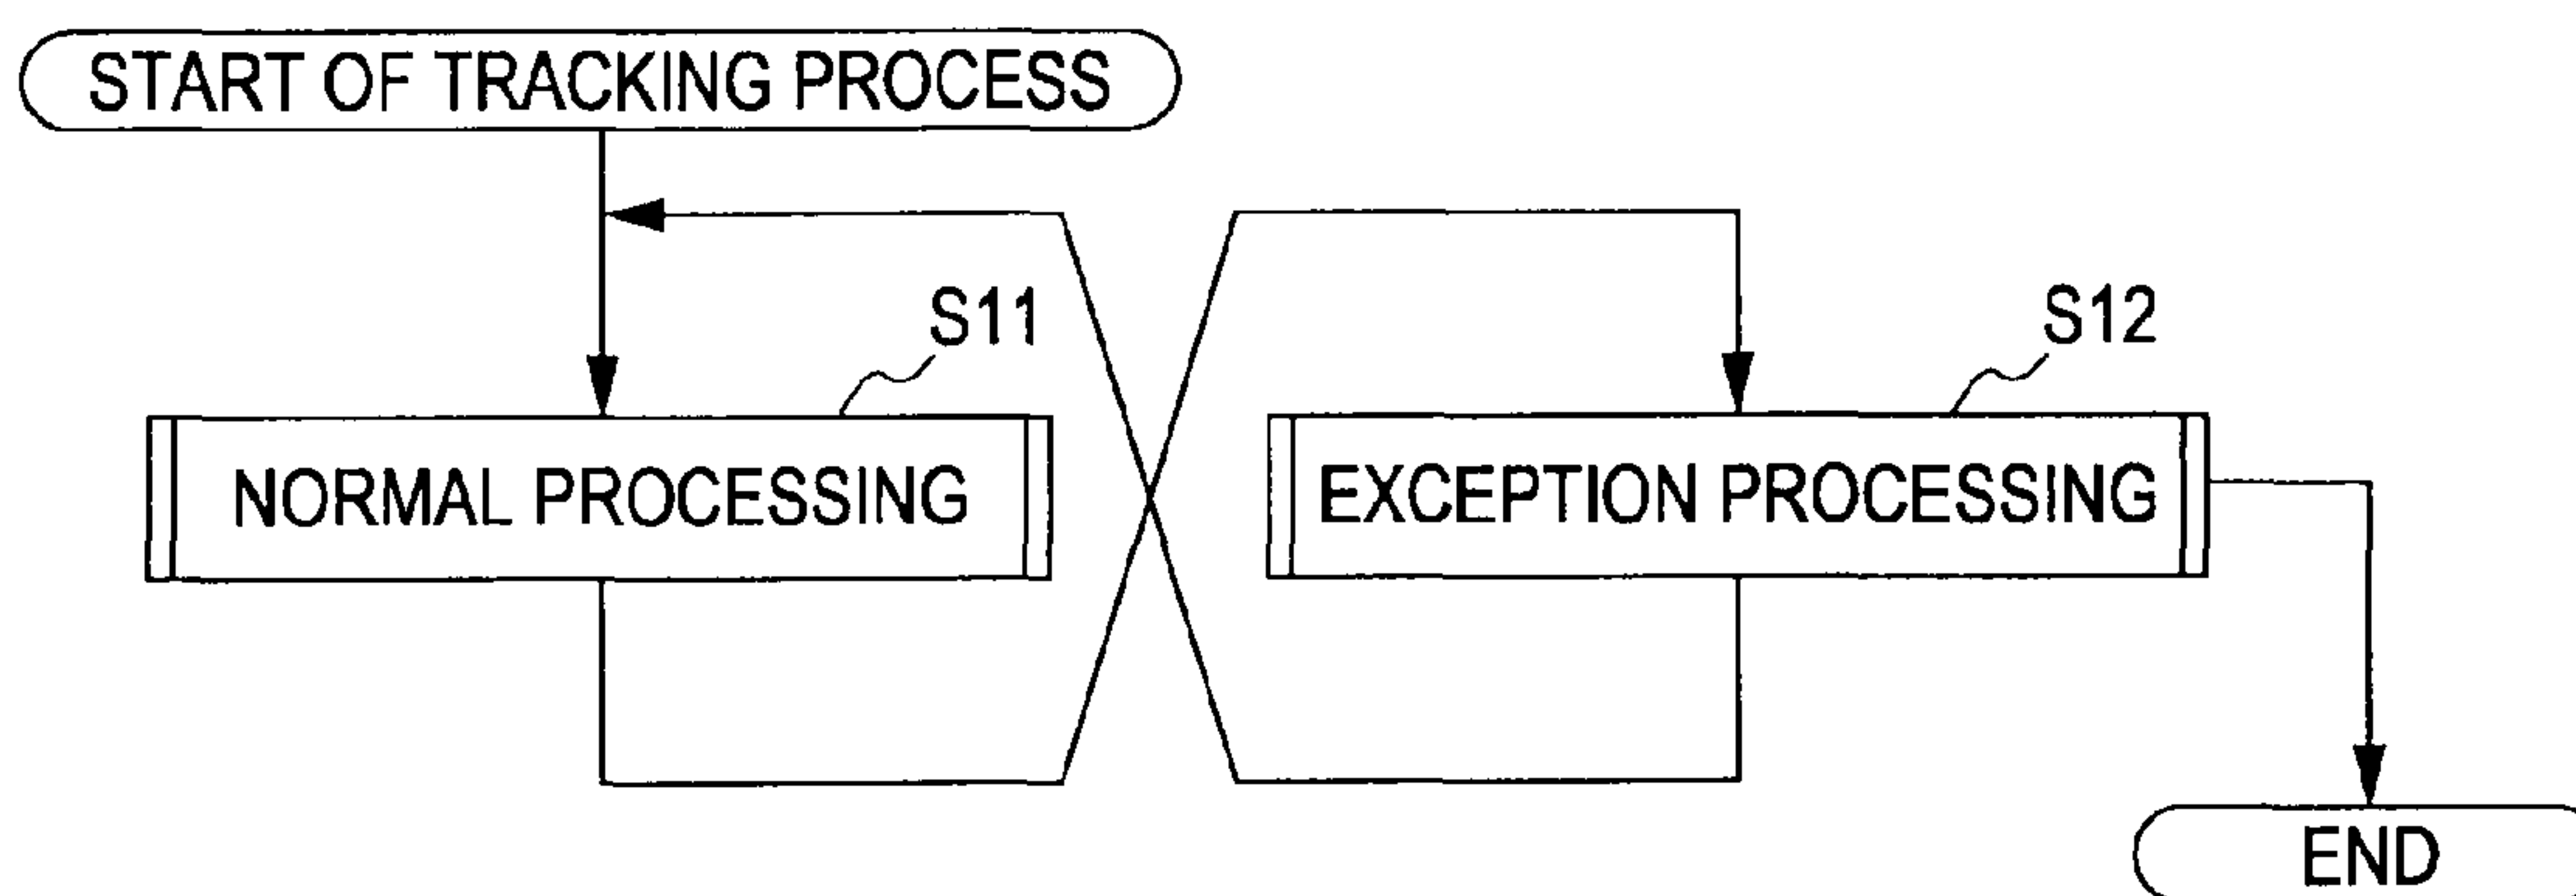 START OF TRACKING PROCESS
S11
S12
NORMAL PROCESSING
EXCEPTION PROCESSING
END